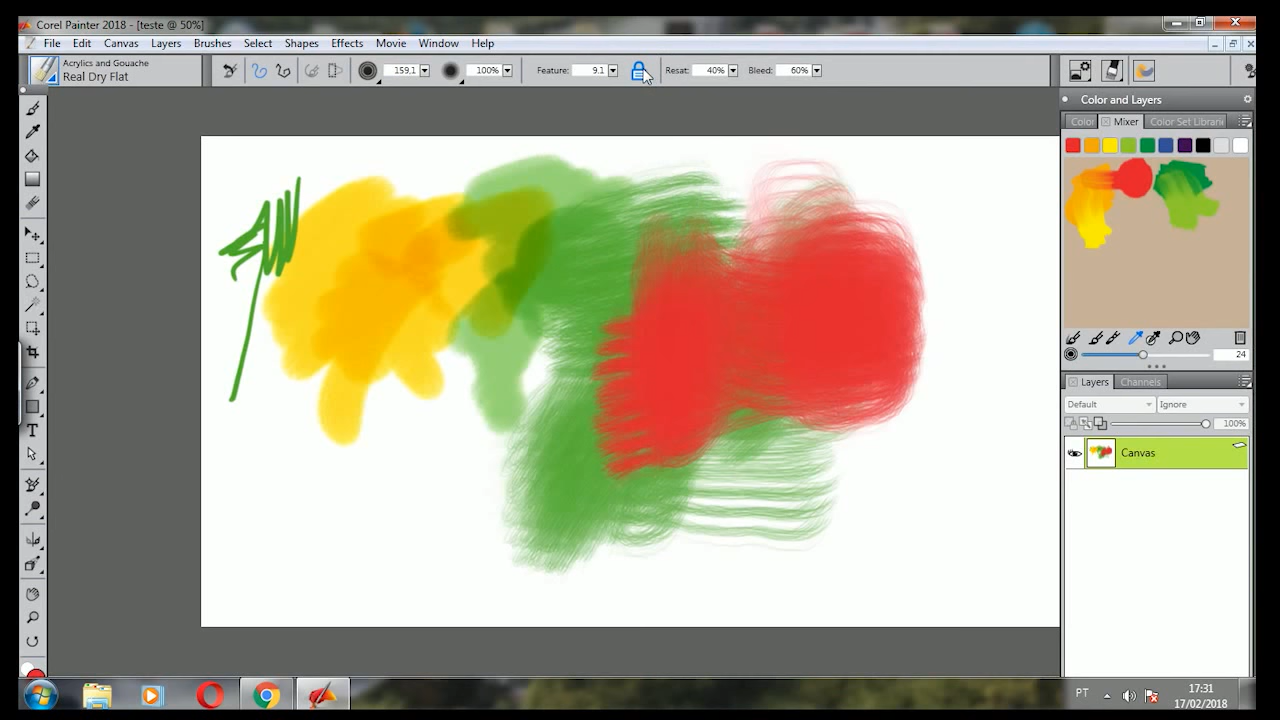 Corel Painter 2018 - [teste @ 50%]
File Edit Canvas Layers Brushes Select Shapes Effects Movie Window Help
Acrylics and Gouache
Real Dry Flat
159,1 100% Feature: 9.1 Resat: 40% Bleed: 60%
Color and Layers
Color Mixer Color Set Librari
24
Layers Channels
Default Ignore
100%
Canvas
T
PT 17:31
17/02/2018